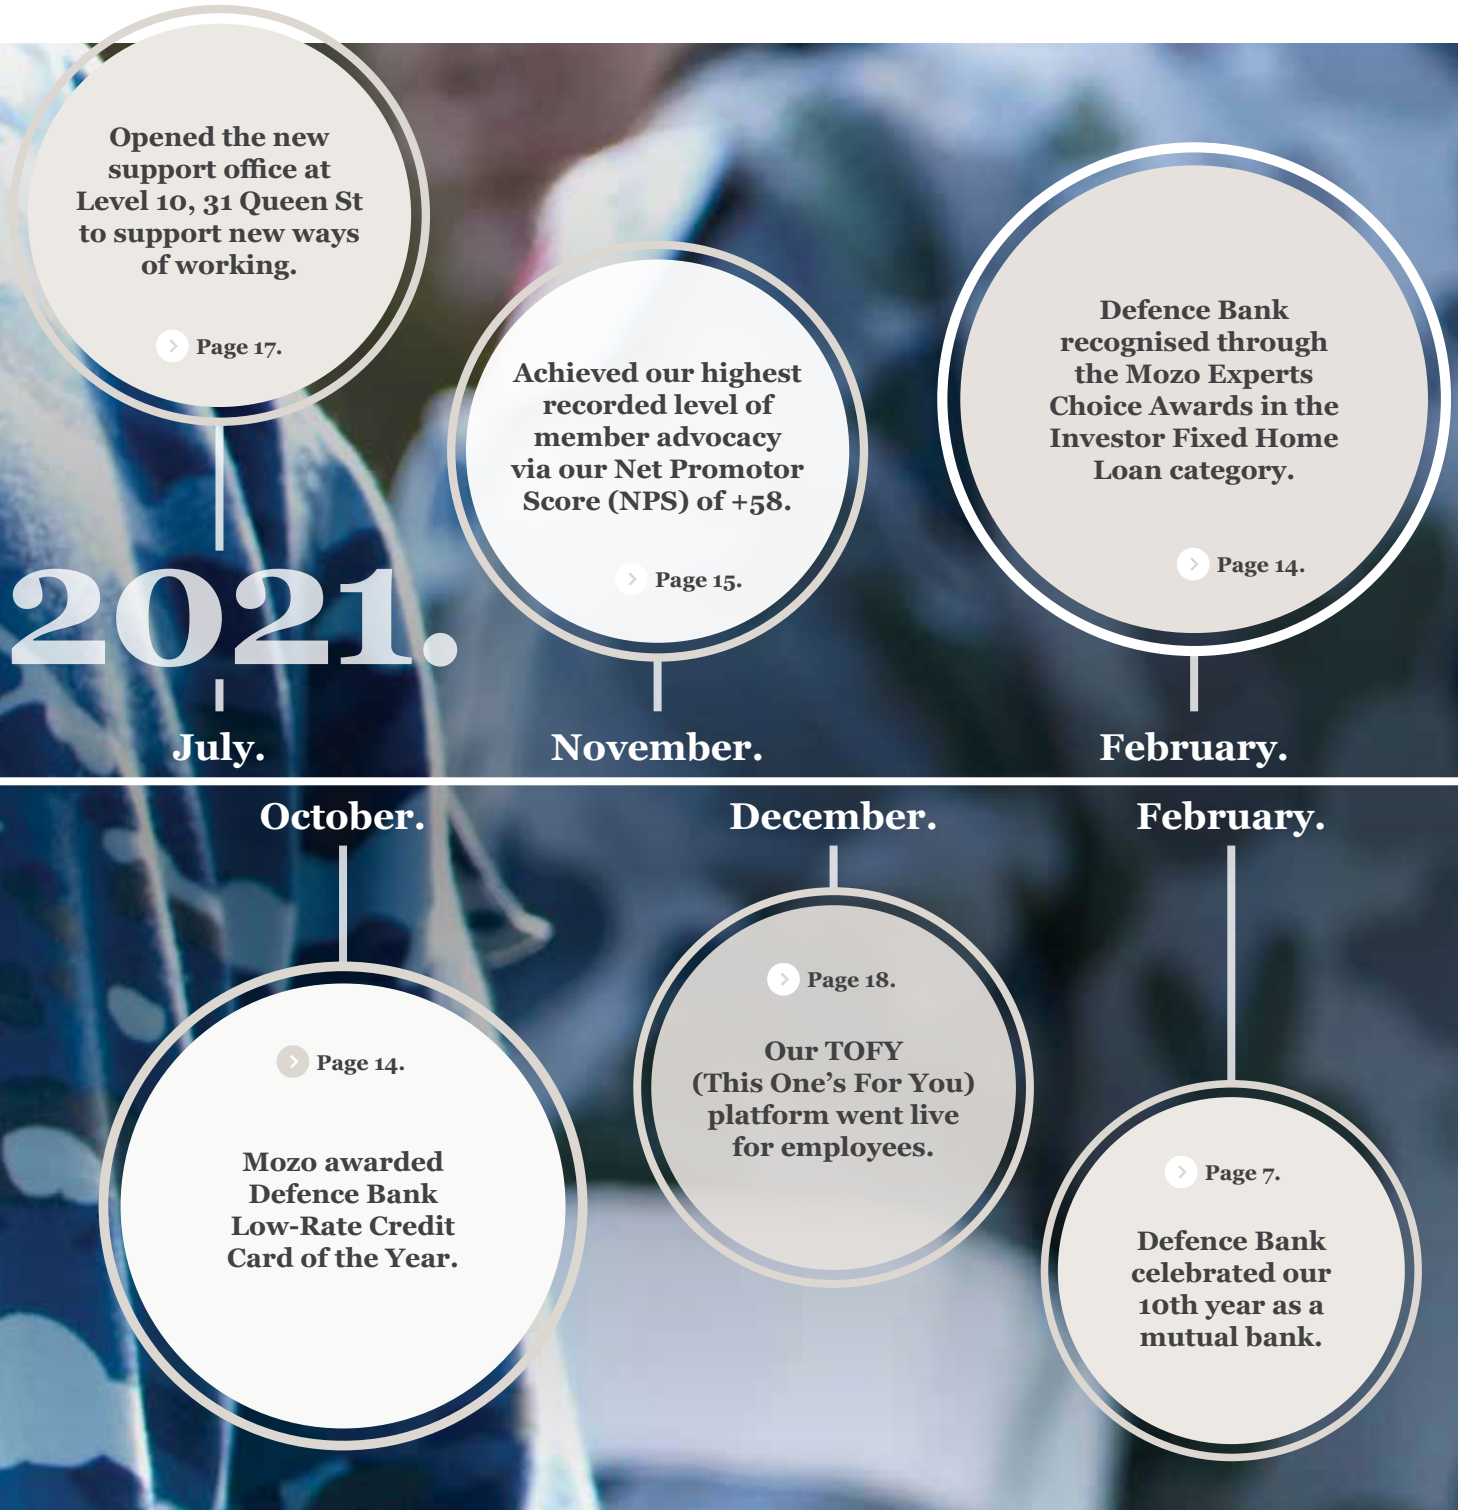 Opened the new
support office at
Level 10, 31 Queen St
to support new ways
of working.
Page 17.
2021.
July.
Achieved our highest
recorded level of
member advocacy
via our Net Promotor
Score (NPS) of +58.
Page 15.
November.
Defence Bank
recognised through
the Mozo Experts
Choice Awards in the
Investor Fixed Home
Loan category.
Page 14.
February.
October.
Page 14.
Mozo awarded
Defence Bank
Low-Rate Credit
Card of the Year.
December.
Page 18.
Our TOFY
(This One’s For You)
platform went live
for employees.
February.
Page 7.
Defence Bank
celebrated our
10th year as a
mutual bank.